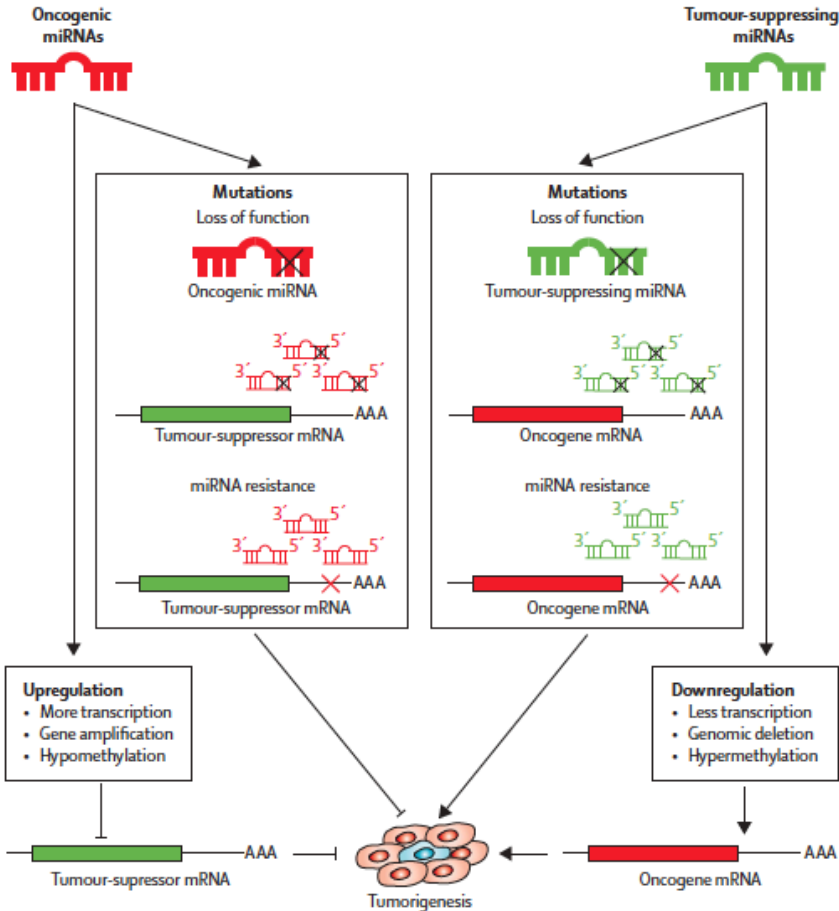 Oncogenic
miRNAs
Tumour-suppressing
miRNAs
Mutations
Loss of function
Oncogenic miRNA
3´ 5´
3´ 5´ 3´ 5´
AAA
Tumour-suppressor mRNA
miRNA resistance
3´ 5´
3´ 5´ 3´ 5´
AAA
Tumour-suppressor mRNA
Mutations
Loss of function
Tumour-suppressing miRNA
3´ 5´
3´ 5´ 3´ 5´
AAA
Oncogene mRNA
miRNA resistance
3´ 5´
3´ 5´ 3´ 5´
AAA
Oncogene mRNA
Upregulation
• More transcription
• Gene amplification
• Hypomethylation
Downregulation
• Less transcription
• Genomic deletion
• Hypermethylation
AAA
Tumour-supressor mRNA
Tumorigenesis
AAA
Oncogene mRNA